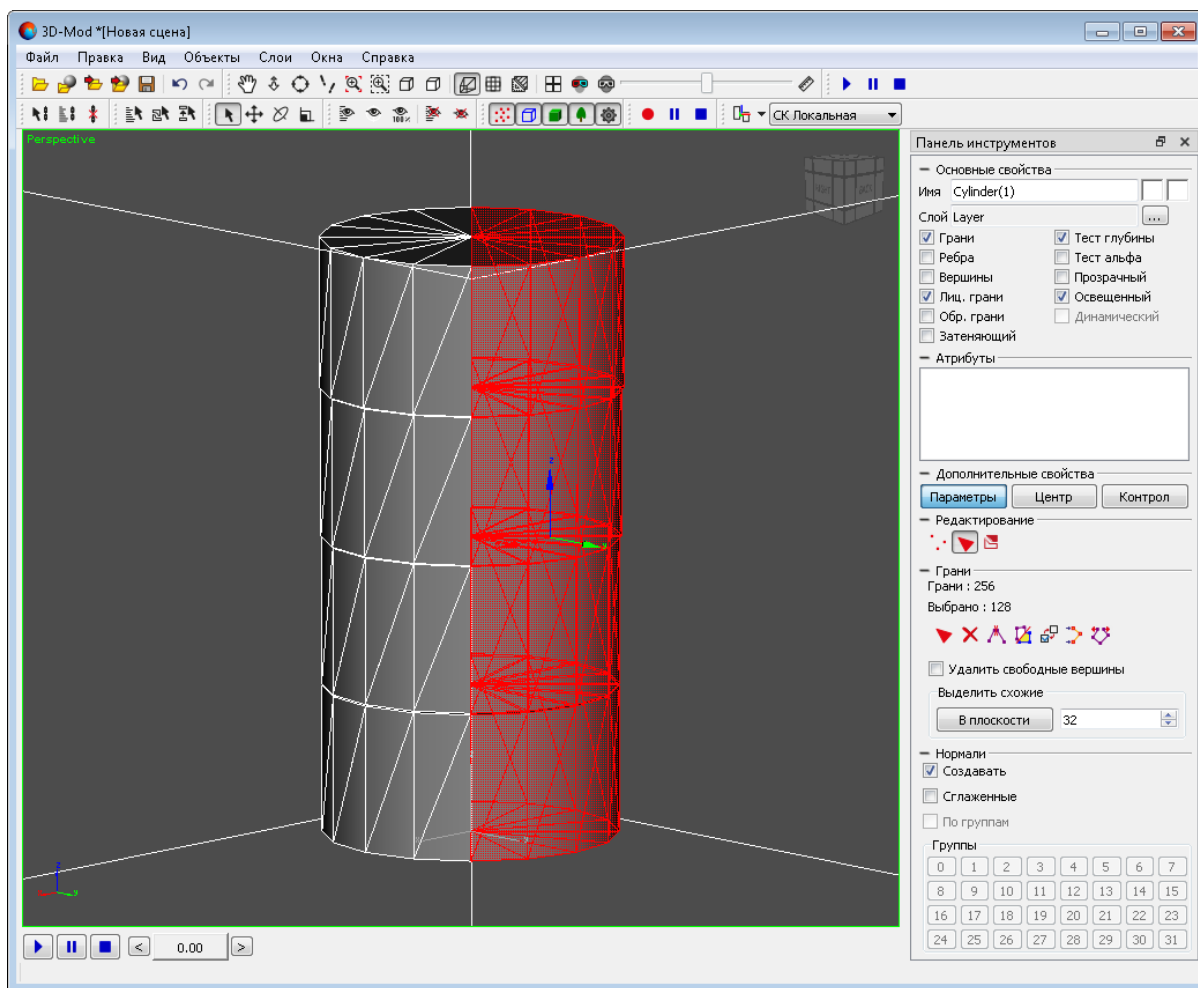 3D-Mod *[Новая сцена]
Файл Правка Вид Объекты Слои Окна Справка
100%
СК Локальная
Perspective
Панель инструментов
Основные свойства
Имя Cylinder(1)
Слой Layer ...
Грани Тест глубины
Ребра Тест альфа
Вершины Прозрачный
Лиц. грани Освещенный
Обр. грани Динамический
Затеняющий
Атрибуты
Дополнительные свойства
Параметры Центр Контрол
Редактирование
Грани
Грани : 256
Выбрано : 128
Удалить свободные вершины
Выделить схожие
В плоскости 32
Нормали
Создавать
Сглаженные
По группам
Группы
0 1 2 3 4 5 6 7
8 9 10 11 12 13 14 15
16 17 18 19 20 21 22 23
24 25 26 27 28 29 30 31
z
y
z
y
< 0.00 >